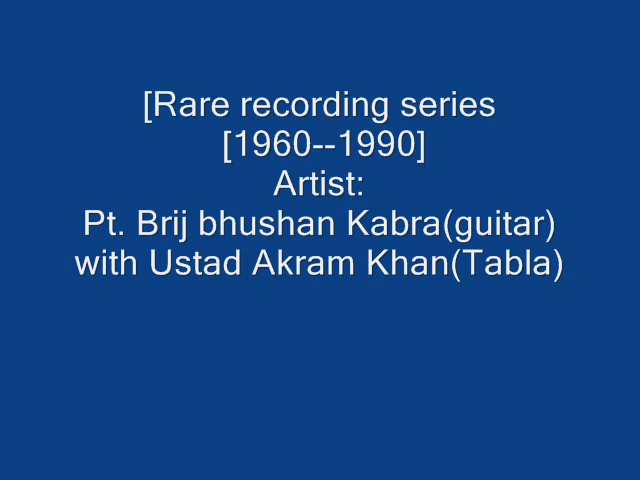 [Rare recording series
[1960--1990]
Artist:
Pt. Brij bhushan Kabra(guitar)
with Ustad Akram Khan(Tabla)